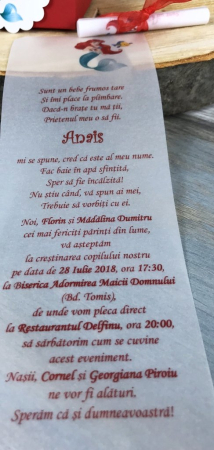 Sunt un bebe frumos tare
Și îmi place la plimbare.
Dacă-n brațe tu mă ții,
Prietenul meu o să fii.
Anais
mi se spune, cred că este al meu nume.
Fac baie în apă sfințită,
Sper să fie încălzită!
Nu știu când, vă spun ai mei,
Trebuie să vorbiți cu ei.
Noi, Florin și Mădălina Dumitru
cei mai fericiți părinți din lume,
vă așteptăm
la creștinarea copilului nostru
pe data de 28 Iulie 2018, ora 17:30,
la Biserica Adormirea Maicii Domnului
(Bd. Tomis),
de unde vom pleca direct
la Restaurantul Delfinu, ora 20:00,
să sărbătorim cum se cuvine
acest eveniment.
Nașii, Cornel și Georgiana Piroiu
ne vor fi alături.
Sperăm că și dumneavoastră!